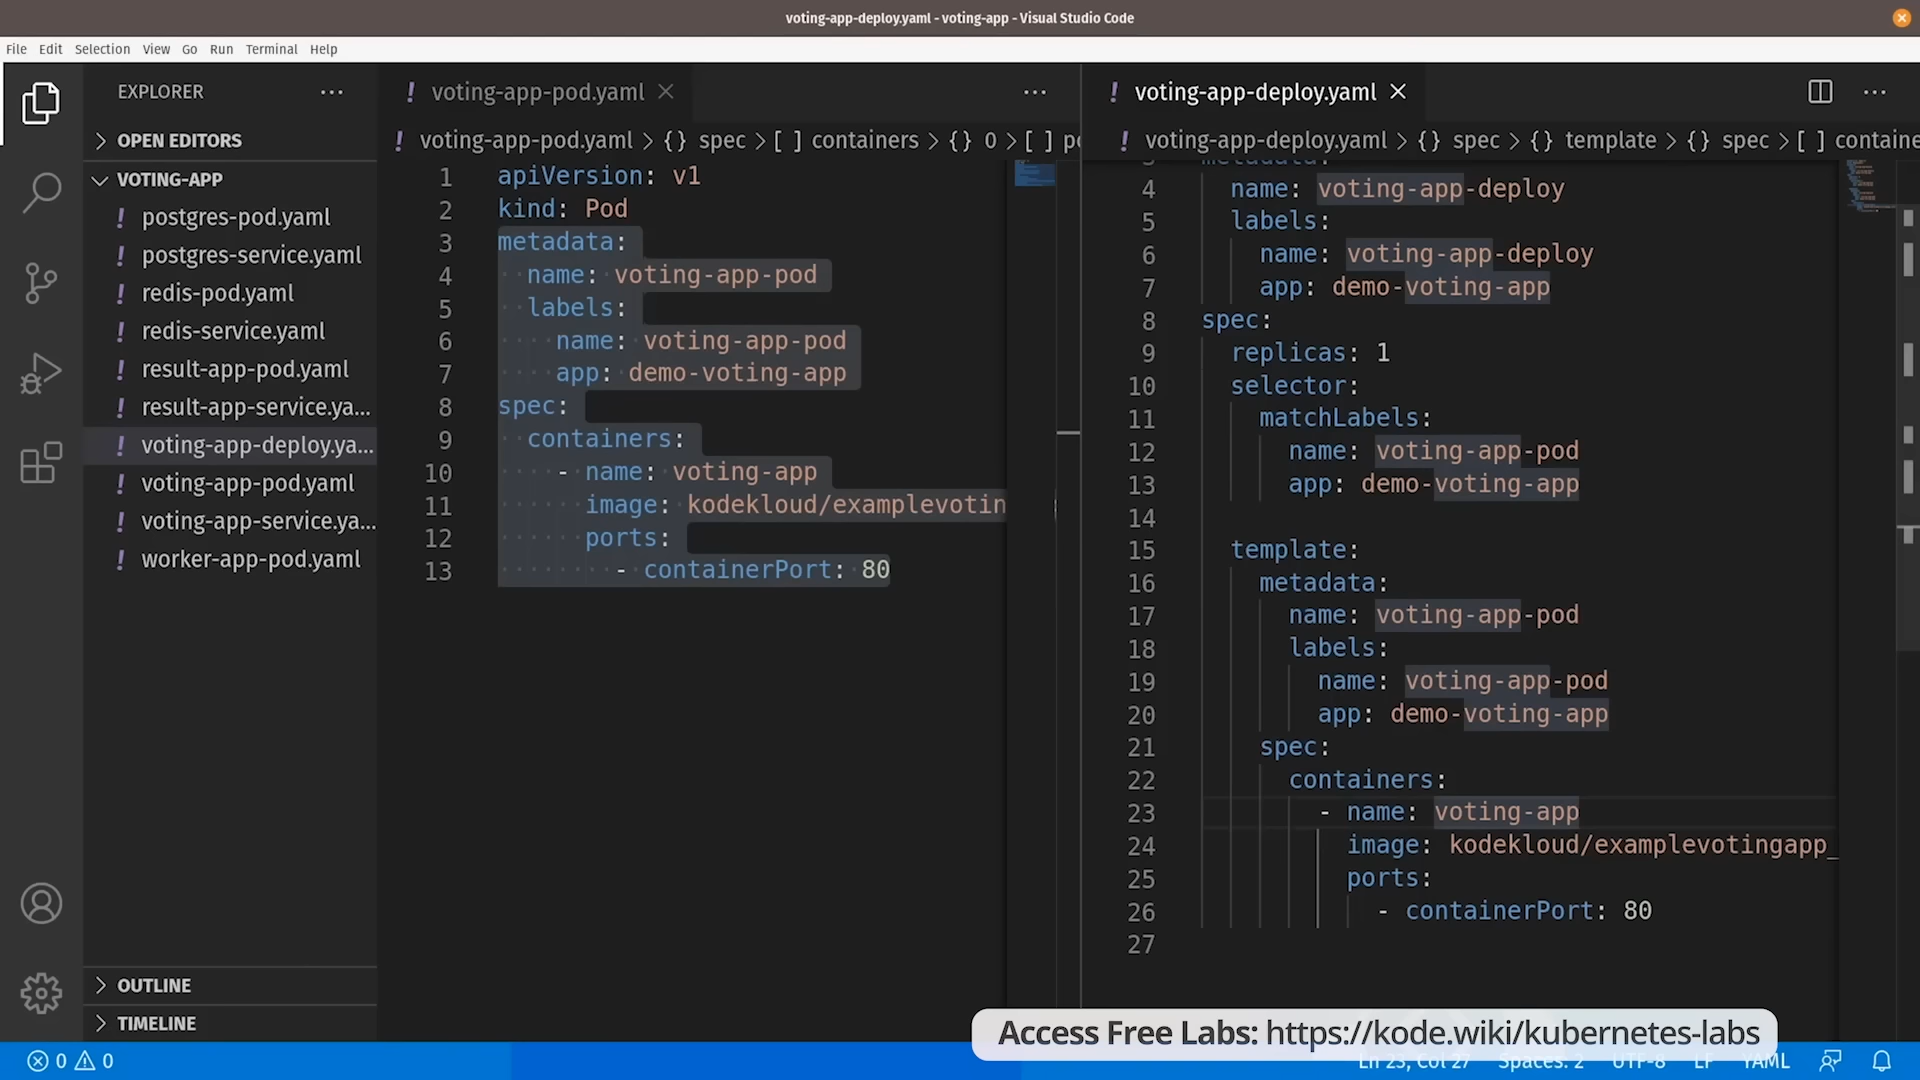 voting-app-deploy.yaml - voting-app - Visual Studio Code
File Edit Selection View Go Run Terminal Help
EXPLORER
OPEN EDITORS
VOTING-APP
! postgres-pod.yaml
! postgres-service.yaml
! redis-pod.yaml
! redis-service.yaml
! result-app-pod.yaml
! result-app-service.ya...
! voting-app-deploy.ya...
! voting-app-pod.yaml
! voting-app-service.ya...
! worker-app-pod.yaml
OUTLINE
TIMELINE
! voting-app-pod.yaml
! voting-app-pod.yaml > {} spec > [ ] containers > {} 0 > [ ] po
1 apiVersion: v1
2 kind: Pod
3 metadata:
4 name: voting-app-pod
5 labels:
6 name: voting-app-pod
7 app: demo-voting-app
8 spec:
9 containers:
10 - name: voting-app
11 image: kodekloud/examplevotin
12 ports:
13 - containerPort: 80
! voting-app-deploy.yaml
! voting-app-deploy.yaml > {} spec > {} template > {} spec > [ ] containe
metadata:
4 name: voting-app-deploy
5 labels:
6 name: voting-app-deploy
7 app: demo-voting-app
8 spec:
9 replicas: 1
10 selector:
11 matchLabels:
12 name: voting-app-pod
13 app: demo-voting-app
14
15 template:
16 metadata:
17 name: voting-app-pod
18 labels:
19 name: voting-app-pod
20 app: demo-voting-app
21 spec:
22 containers:
23 - name: voting-app
24 image: kodekloud/examplevotingapp_
25 ports:
26 - containerPort: 80
27
Access Free Labs: https://kode.wiki/kubernetes-labs
0 0
Ln 23, Col 27 Spaces: 2 UTF-8 LF YAML